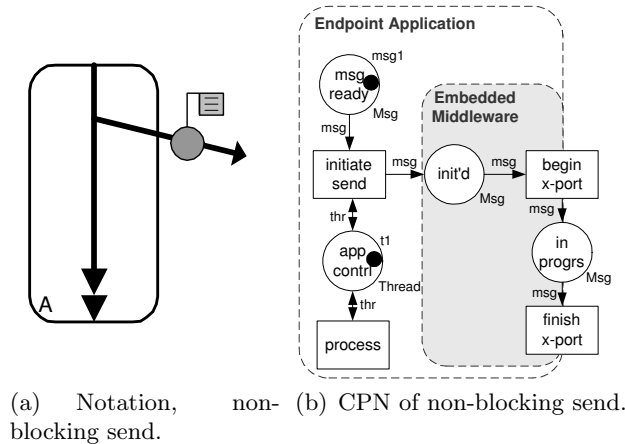 A
(a) Notation, non-
blocking send.
Endpoint Application
msg1
msg
ready
Msg
msg
Embedded
Middleware
initiate
send
msg
init'd
Msg
msg
begin
x-port
thr
msg
t1
app
contrl
Thread
in
progrs
Msg
thr
msg
process
finish
x-port
(b) CPN of non-blocking send.